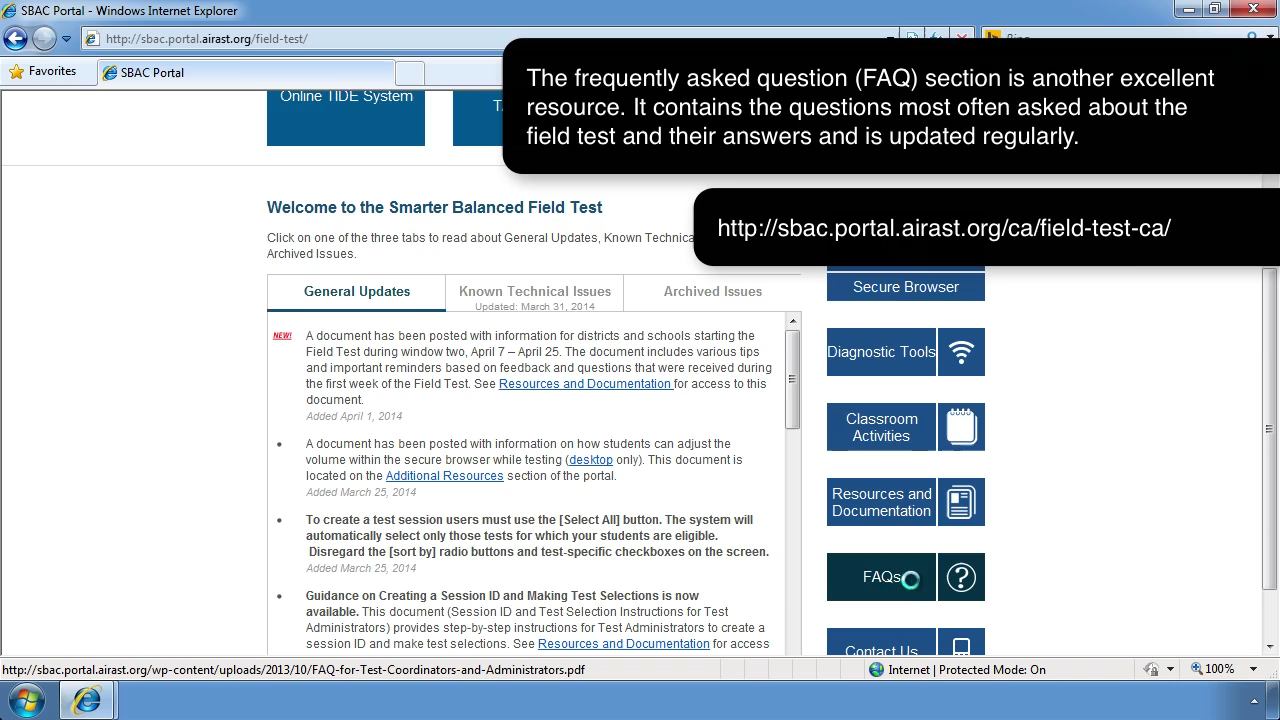 SBAC Portal - Windows Internet Explorer
http://sbac.portal.airast.org/field-test/
Favorites
SBAC Portal
The frequently asked question (FAQ) section is another excellent
resource. It contains the questions most often asked about the
field test and their answers and is updated regularly.
Online TIDE System
http://sbac.portal.airast.org/ca/field-test-ca/
Welcome to the Smarter Balanced Field Test
Click on one of the three tabs to read about General Updates, Known Technica
Archived Issues.
General Updates
Known Technical Issues
Updated: March 31, 2014
Archived Issues
NEW!
A document has been posted with information for districts and schools starting the
Field Test during window two, April 7 – April 25. The document includes various tips
and important reminders based on feedback and questions that were received during
the first week of the Field Test. See Resources and Documentation for access to this
document.
Added April 1, 2014
• A document has been posted with information on how students can adjust the
volume within the secure browser while testing (desktop only). This document is
located on the Additional Resources section of the portal.
Added March 25, 2014
• To create a test session users must use the [Select All] button. The system will
automatically select only those tests for which your students are eligible.
Disregard the [sort by] radio buttons and test-specific checkboxes on the screen.
Added March 25, 2014
• Guidance on Creating a Session ID and Making Test Selections is now
available. This document (Session ID and Test Selection Instructions for Test
Administrators) provides step-by-step instructions for Test Administrators to create a
session ID and make test selections. See Resources and Documentation for access
Secure Browser
Diagnostic Tools
Classroom
Activities
Resources and
Documentation
FAQs
?
Contact Us
http://sbac.portal.airast.org/wp-content/uploads/2013/10/FAQ-for-Test-Coordinators-and-Administrators.pdf
Internet | Protected Mode: On
100%